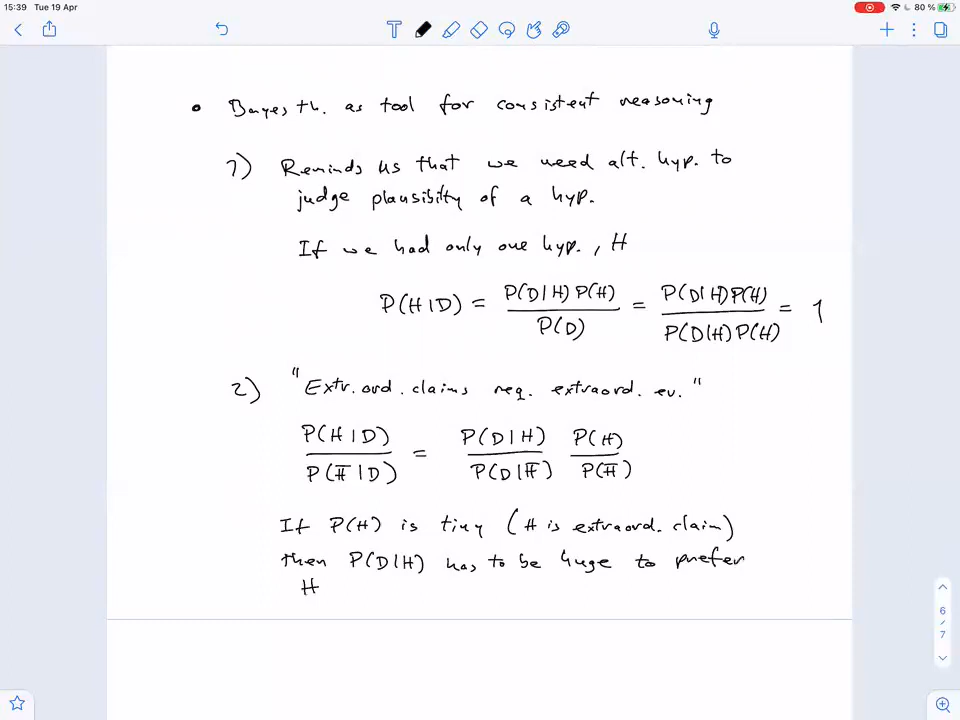 15:39 Tue 19 Apr
80 %
• Bayes th. as tool for consistent reasoning
1) Reminds us that we need alt. hyp. to
judge plausibility of a hyp.
If we had only one hyp., H
P(H|D) = P(D|H) P(H) / P(D) = P(D|H)P(H) / P(D|H)P(H) = 1
2) "Extr.ord. claims req. extraord. ev."
P(H|D) / P(H̅|D) = P(D|H) / P(D|H̅) P(H) / P(H̅)
If P(H) is tiny (H is extraord. claim)
then P(D|H) has to be huge to prefer
H
6
/
7